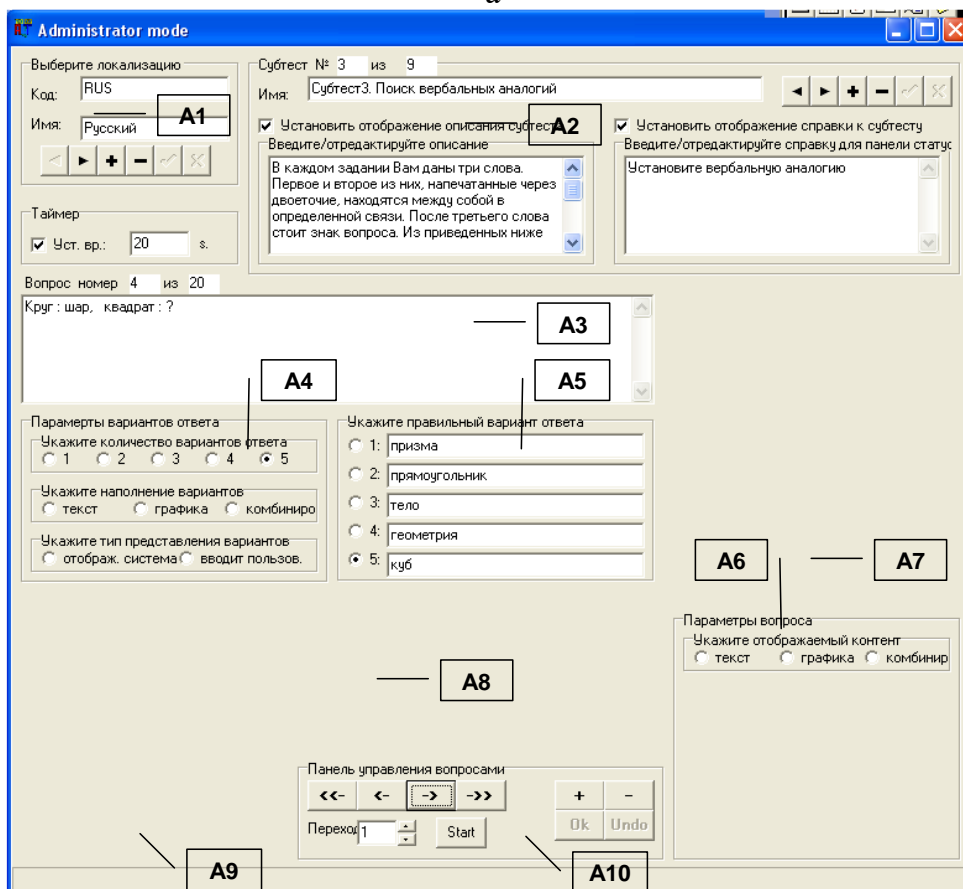 а
Administrator mode
Выберите локализацию
Код: RUS
Имя: Русский
A1
Субтест № 3 из 9
Имя: Субтест3. Поиск вербальных аналогий
Установить отображение описания субтеста
A2
Введите/отредактируйте описание
В каждом задании Вам даны три слова.
Первое и второе из них, напечатанные через
двоеточие, находятся между собой в
определенной связи. После третьего слова
стоит знак вопроса. Из приведенных ниже
Установить отображение справки к субтесту
Введите/отредактируйте справку для панели статус
Установите вербальную аналогию
Таймер
Уст. вр.: 20 s.
Вопрос номер 4 из 20
Круг : шар, квадрат : ?
A3
A4
A5
Парамерты вариантов ответа
Укажите количество вариантов ответа
1 2 3 4 5
Укажите наполнение вариантов
текст графика комбиниро
Укажите тип представления вариантов
отображ. система вводит пользов.
Укажите правильный вариант ответа
1: призма
2: прямоугольник
3: тело
4: геометрия
5: куб
A6
A7
Параметры вопроса
Укажите отображаемый контент
текст графика комбинир
A8
Панель управления вопросами
<<- <- -> ->> + -
Переход 1 Start Ok Undo
A9
A10